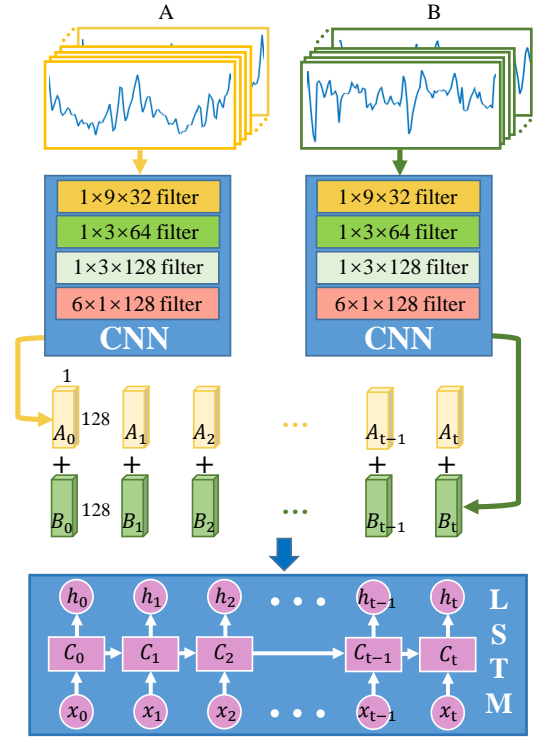 A B
1×9×32 filter 1×9×32 filter
1×3×64 filter 1×3×64 filter
1×3×128 filter 1×3×128 filter
6×1×128 filter 6×1×128 filter
CNN CNN
1
128
A₀ A₁ A₂ ... Aₜ₋₁ Aₜ
+ + + + +
128
B₀ B₁ B₂ ... Bₜ₋₁ Bₜ
h₀ h₁ h₂ ... hₜ₋₁ hₜ
C₀ C₁ C₂ Cₜ₋₁ Cₜ
x₀ x₁ x₂ ... xₜ₋₁ xₜ
L
S
T
M